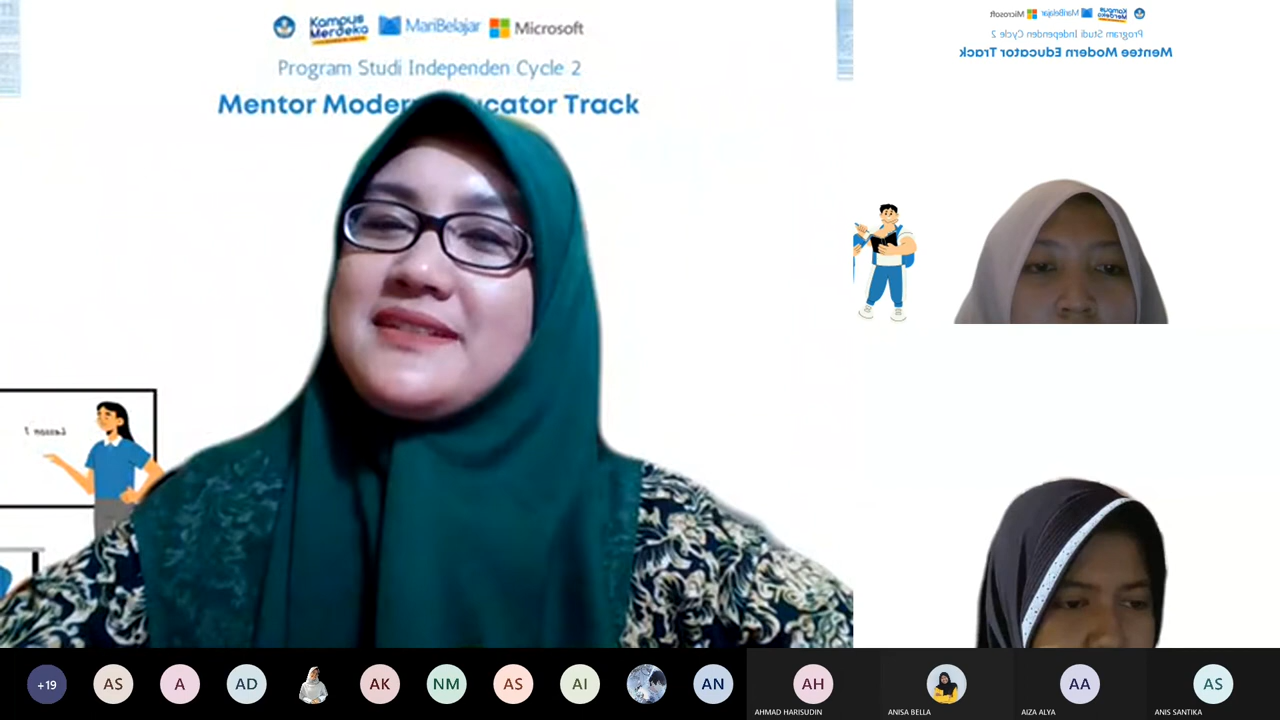 Kampus
Merdeka
MariBelajar
Microsoft
Program Studi Independen Cycle 2
Mentor Moder cator Track
Kampus
Merdeka
MariBelajar
Microsoft
Program Studi Independen Cycle 2
Mentee Modern Educator Track
Lesson 1
+19
AS
A
AD
AK
NM
AS
AI
AN
AH
AA
AS
AHMAD HARISUDIN
ANISA BELLA
AIZA ALYA
ANIS SANTIKA